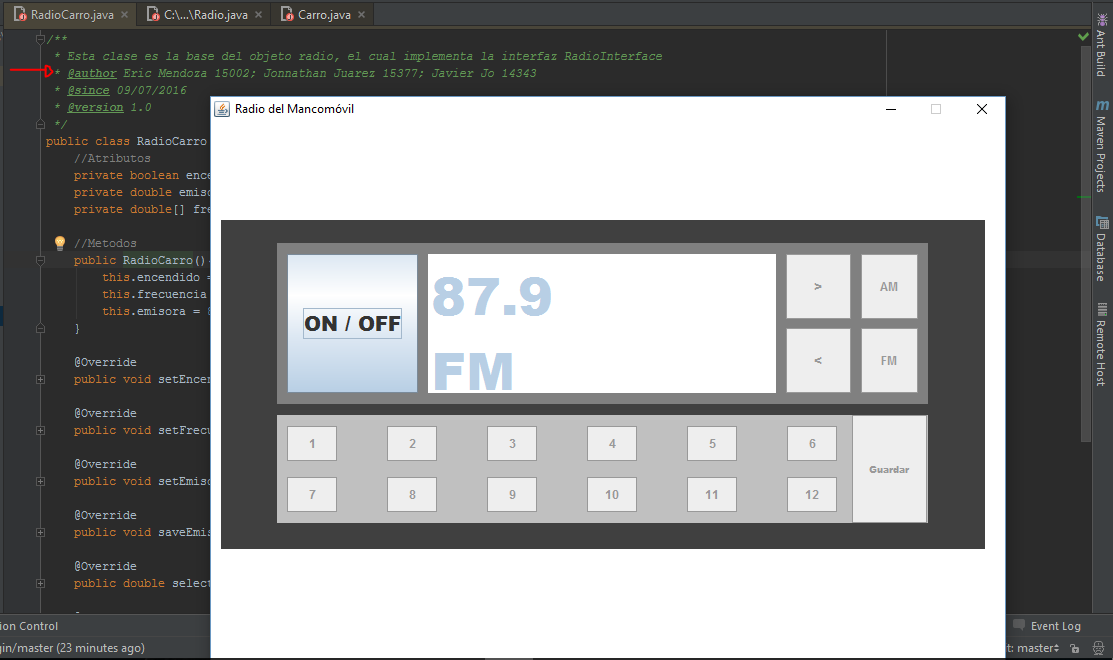 RadioCarro.java
C:\...\Radio.java
Carro.java
/**
* Esta clase es la base del objeto radio, el cual implementa la interfaz RadioInterface
* @author Eric Mendoza 15002; Jonnathan Juarez 15377; Javier Jo 14343
* @since 09/07/2016
* @version 1.0
*/
public class RadioCarro
//Atributos
private boolean ence
private double emiso
private double[] fre
//Metodos
public RadioCarro()
this.encendido =
this.frecuencia
this.emisora =
}
@Override
public void setEncen
@Override
public void setFrecu
@Override
public void setEmiso
@Override
public void saveEmis
@Override
public double select
Radio del Mancomóvil
ON / OFF
87.9
FM
>
AM
<
FM
1
2
3
4
5
6
7
8
9
10
11
12
Guardar
Ant Build
m Maven Projects
Database
Remote Host
ion Control
Event Log
gin/master (23 minutes ago)
t: master